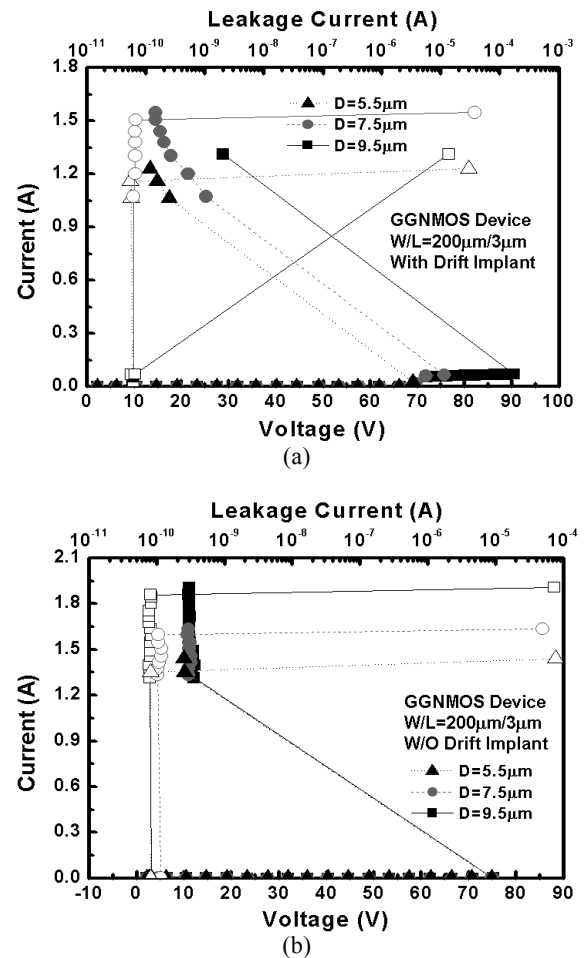 Leakage Current (A)
10⁻¹¹ 10⁻¹⁰ 10⁻⁹ 10⁻⁸ 10⁻⁷ 10⁻⁶ 10⁻⁵ 10⁻⁴ 10⁻³
1.8
1.5
1.2
0.9
0.6
0.3
0.0
Current (A)
D=5.5μm
D=7.5μm
D=9.5μm
GGNMOS Device
W/L=200μm/3μm
With Drift Implant
0 10 20 30 40 50 60 70 80 90 100
Voltage (V)
(a)
Leakage Current (A)
10⁻¹¹ 10⁻¹⁰ 10⁻⁹ 10⁻⁸ 10⁻⁷ 10⁻⁶ 10⁻⁵ 10⁻⁴
2.1
1.8
1.5
1.2
0.9
0.6
0.3
0.0
Current (A)
GGNMOS Device
W/L=200μm/3μm
W/O Drift Implant
D=5.5μm
D=7.5μm
D=9.5μm
-10 0 10 20 30 40 50 60 70 80 90
Voltage (V)
(b)